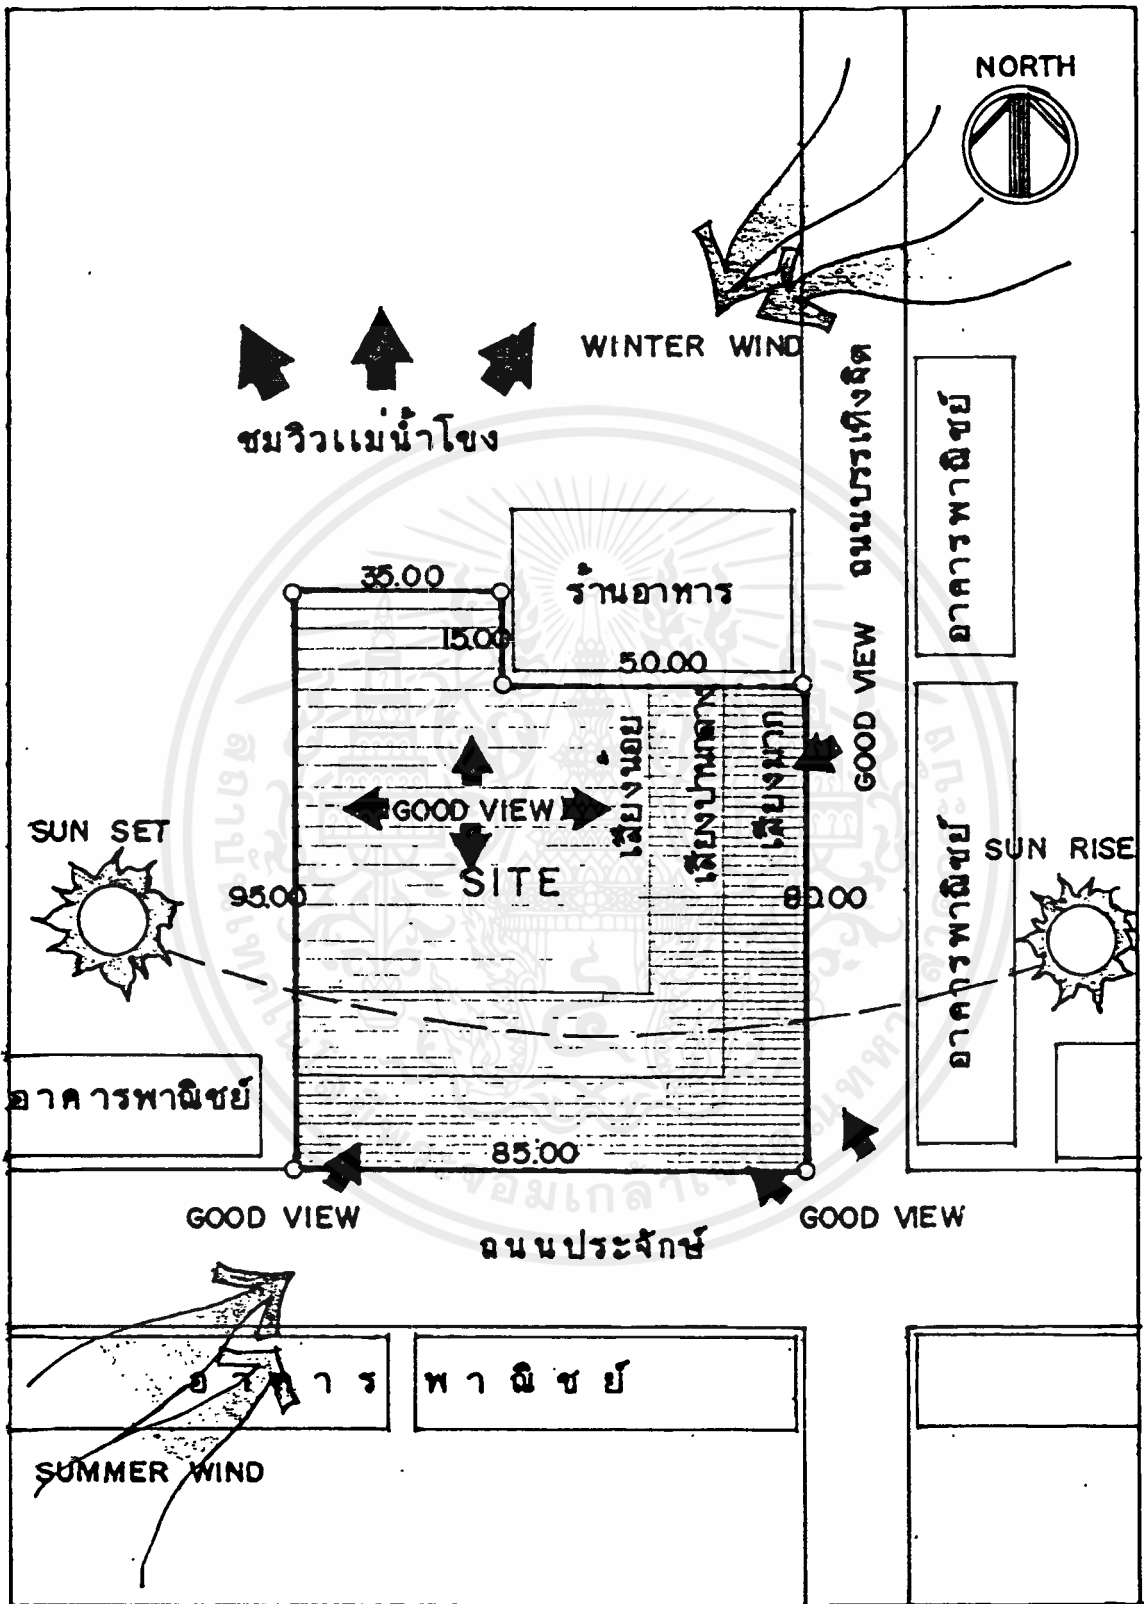 NORTH
WINTER WIND
ชมวิวแม่น้ำโขง
ถนนบรรเทิงจิต
GOOD VIEW
อาคารพาณิชย์
ร้านอาหาร
35.00
15.00
50.00
เสียงน้อย
เสียงปานกลาง
เสียงมาก
GOOD VIEW
SITE
SUN SET
SUN RISE
95.00
80.00
อาคารพาณิชย์
อาคารพาณิชย์
85.00
GOOD VIEW
GOOD VIEW
ถนนประจักษ์
อาคาร พาณิชย์
SUMMER WIND